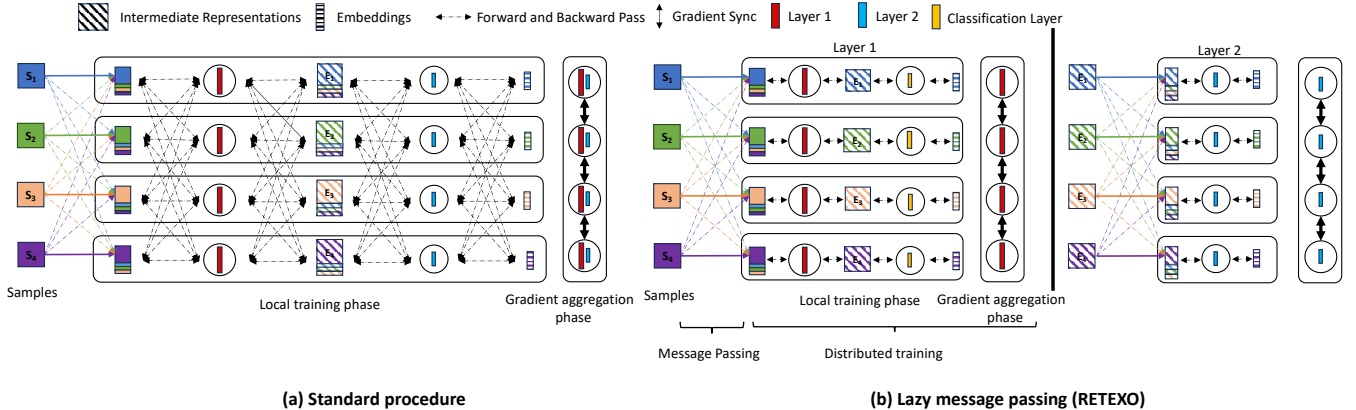 Intermediate Representations
Embeddings
Forward and Backward Pass
Gradient Sync
Layer 1
Layer 2
Classification Layer
S1
S2
S3
S4
E1
E2
E3
E4
Samples
Local training phase
Gradient aggregation
phase
(a) Standard procedure
Layer 1
S1
S2
S3
S4
E1
E2
E3
E4
Samples
Local training phase
Gradient aggregation
phase
Message Passing
Distributed training
Layer 2
E1
E2
E3
E4
(b) Lazy message passing (RETEXO)